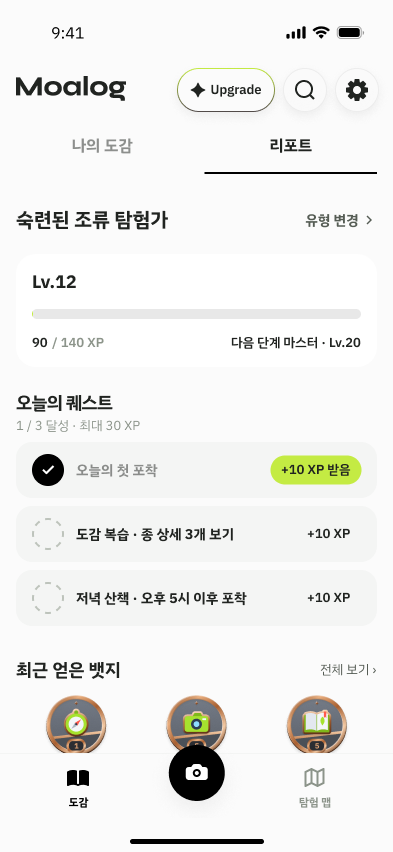 9:41
Moalog
Upgrade
나의 도감
리포트
숙련된 조류 탐험가
유형 변경 >
Lv.12
90 / 140 XP
다음 단계 마스터 · Lv.20
오늘의 퀘스트
1 / 3 달성 · 최대 30 XP
오늘의 첫 포착
+10 XP 받음
도감 복습 · 종 상세 3개 보기
+10 XP
저녁 산책 · 오후 5시 이후 포착
+10 XP
최근 얻은 뱃지
전체 보기 ›
1
5
도감
탐험 맵